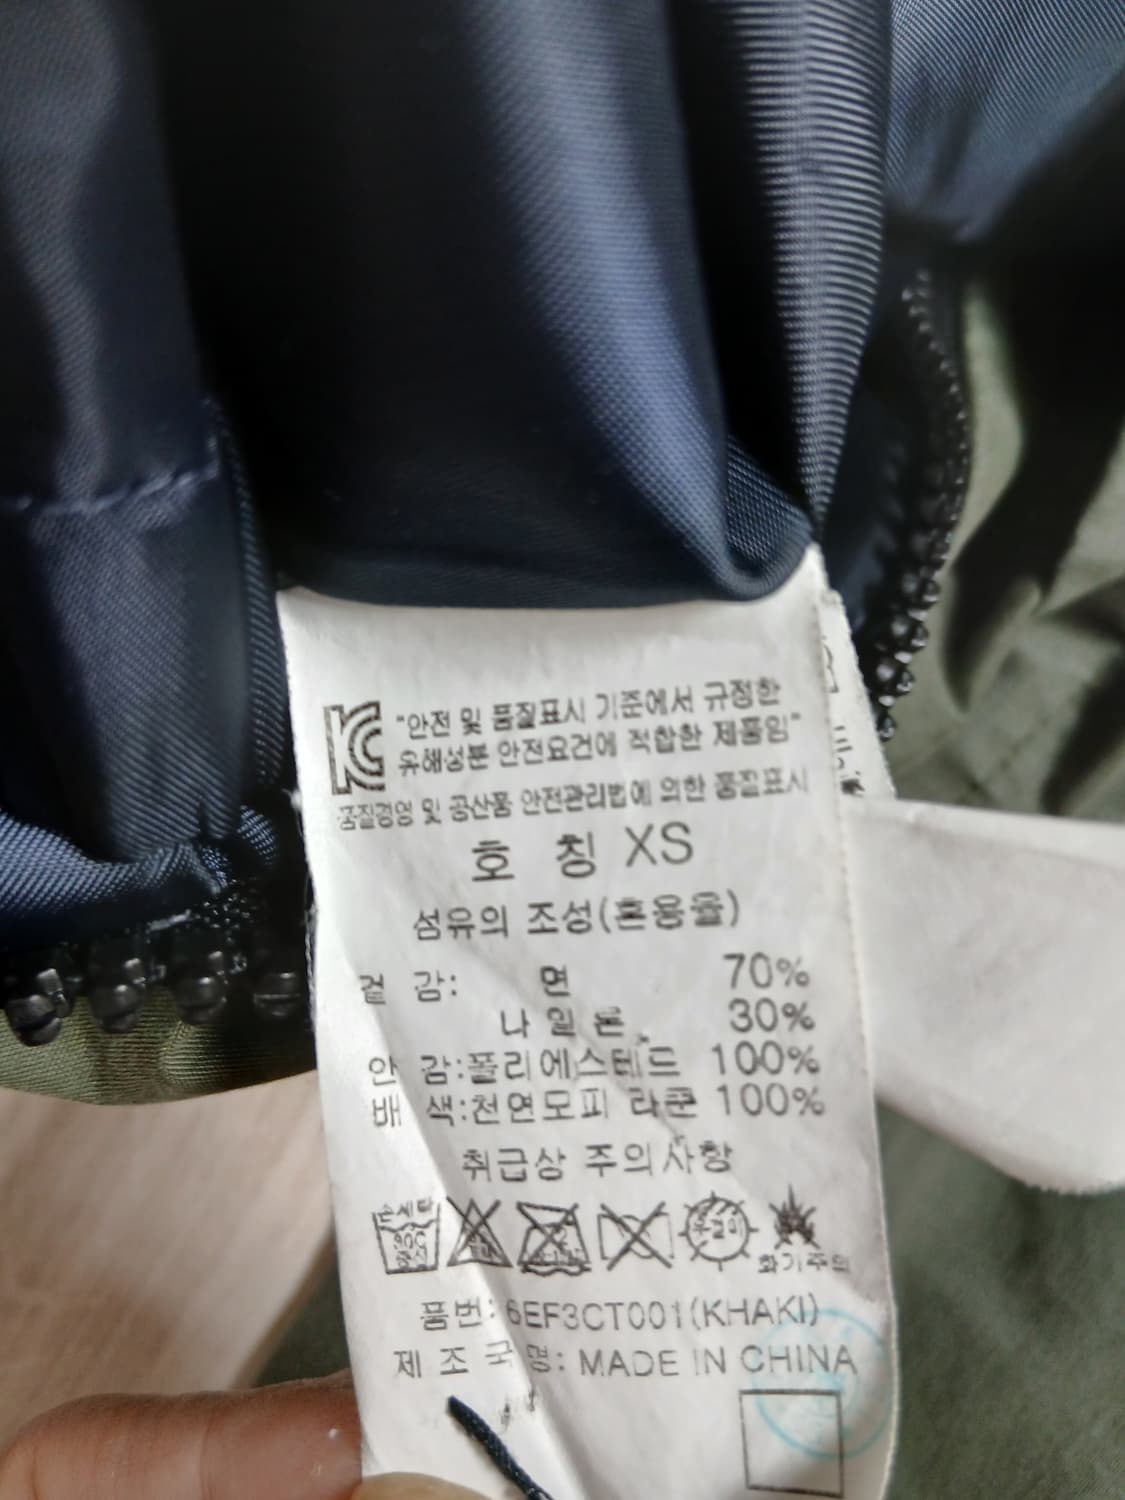 "안전 및 품질표시 기준에서 규정한
유해성분 안전요건에 적합한 제품임"
품질경영 및 공산품 안전관리법에 의한 품질표시
호 칭 XS
섬유의 조성(혼용율)
겉 감: 면 70%
나일론 30%
안 감:폴리에스테드 100%
배 색:천연모피 라쿤 100%
취급상 주의사항
손세탁
30C
중성
화기주의
품번: 6EF3CT001(KHAKI)
제조국명: MADE IN CHINA